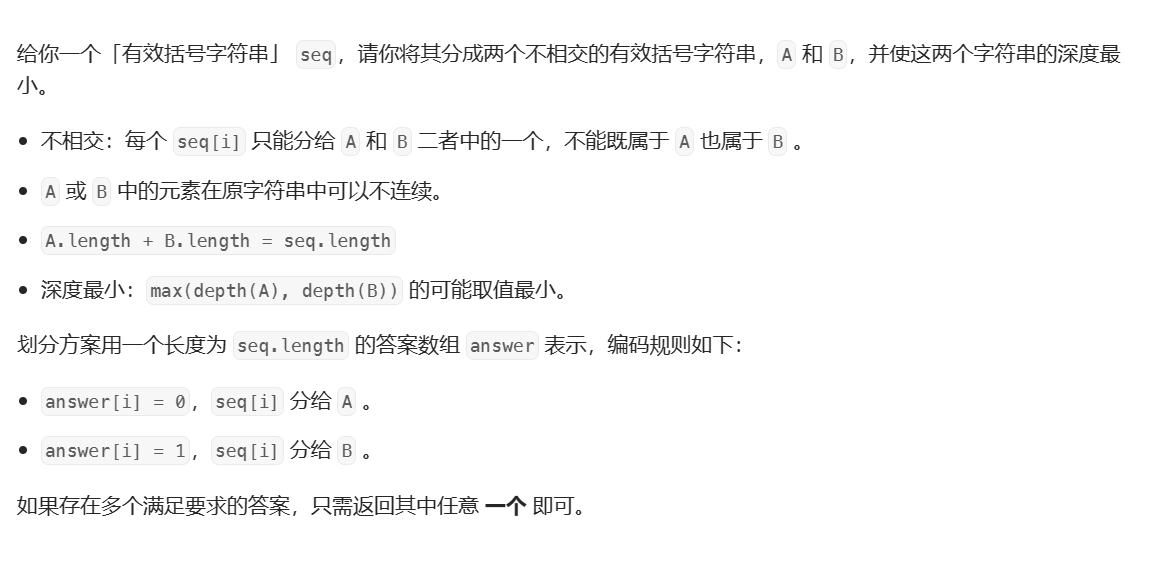 给你一个「有效括号字符串」 seq，请你将其分成两个不相交的有效括号字符串，A 和 B，并使这两个字符串的深度最
小。
不相交：每个 seq[i] 只能分给 A 和 B 二者中的一个，不能既属于 A 也属于 B 。
A 或 B 中的元素在原字符串中可以不连续。
A.length + B.length = seq.length
深度最小：max(depth(A), depth(B)) 的可能取值最小。
划分方案用一个长度为 seq.length 的答案数组 answer 表示，编码规则如下：
answer[i] = 0，seq[i] 分给 A 。
answer[i] = 1，seq[i] 分给 B 。
如果存在多个满足要求的答案，只需返回其中任意 一个 即可。